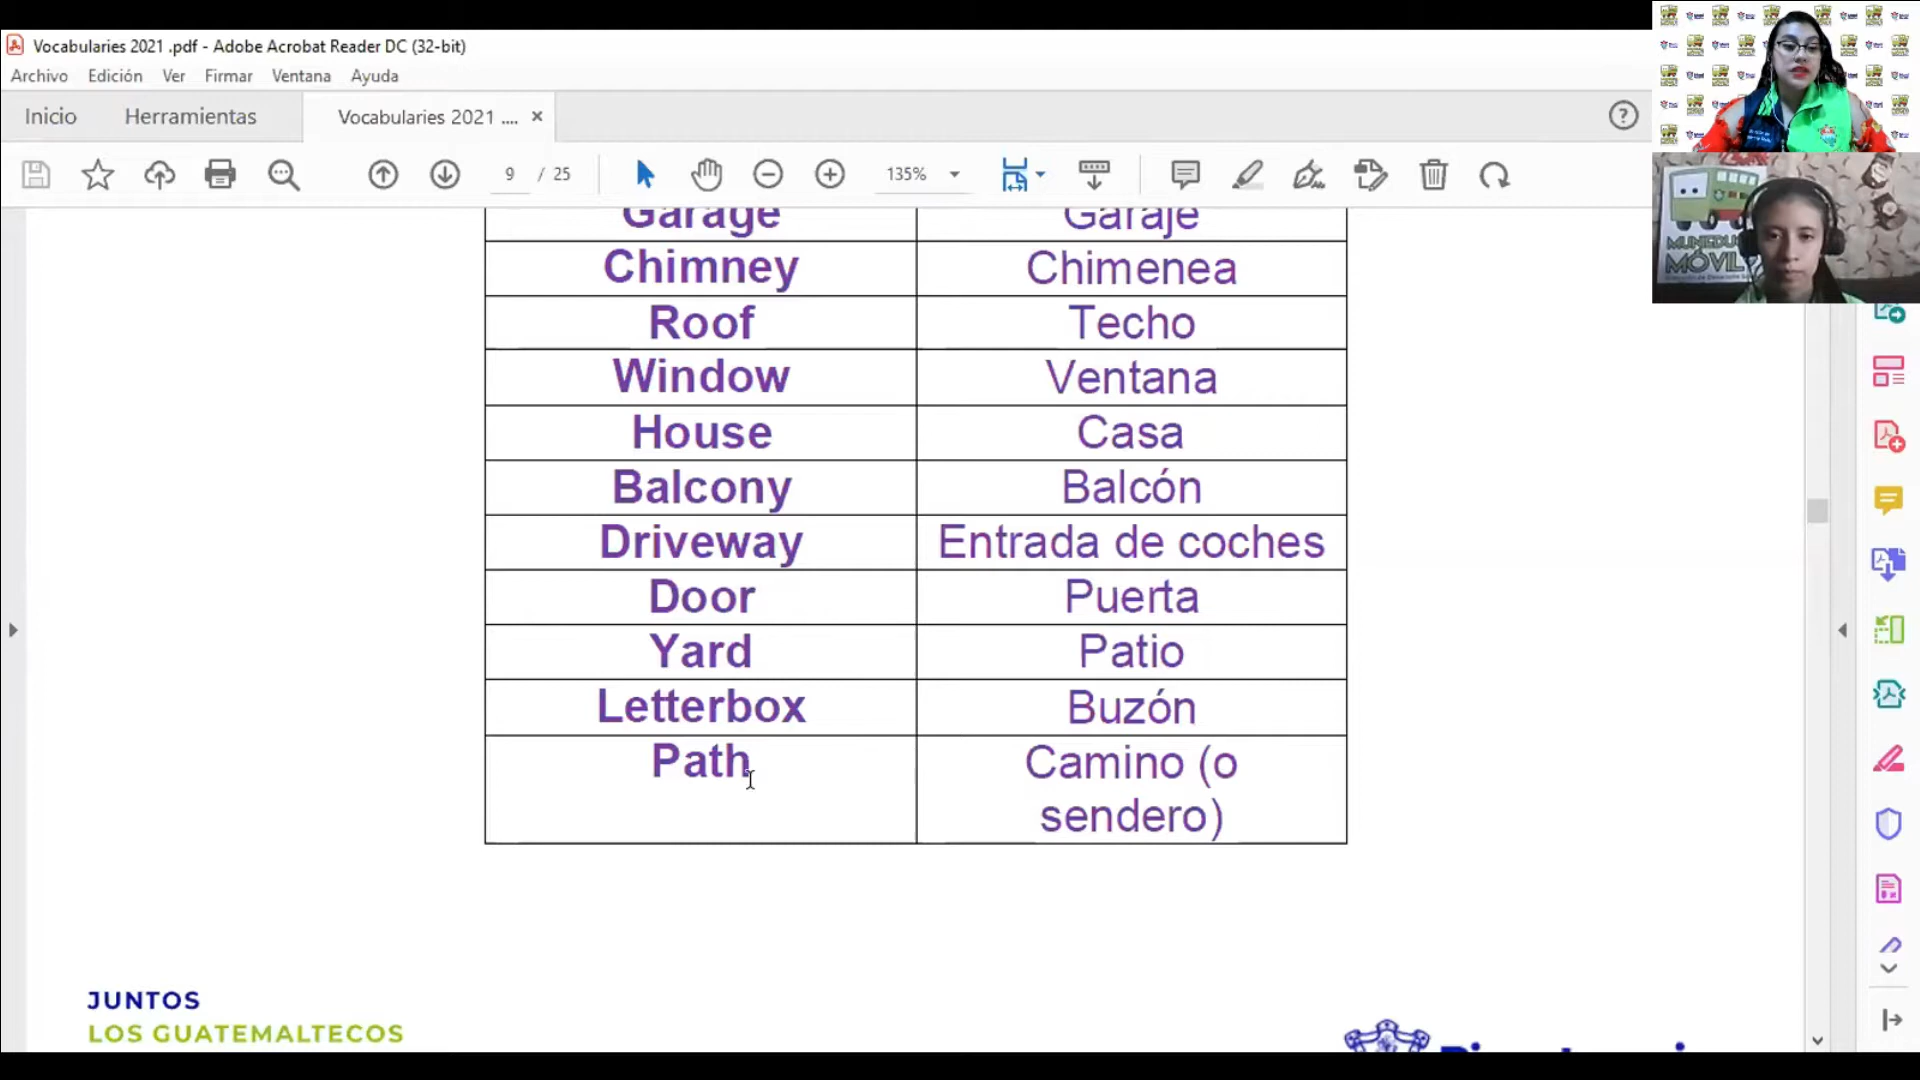 Vocabularies 2021 .pdf - Adobe Acrobat Reader DC (32-bit)
Archivo Edición Ver Firmar Ventana Ayuda
Inicio Herramientas Vocabularies 2021 .... ×
9 / 25 135%
Garage Garaje
Chimney Chimenea
Roof Techo
Window Ventana
House Casa
Balcony Balcón
Driveway Entrada de coches
Door Puerta
Yard Patio
Letterbox Buzón
Path Camino (o
sendero)
JUNTOS
LOS GUATEMALTECOS
MÓVIL